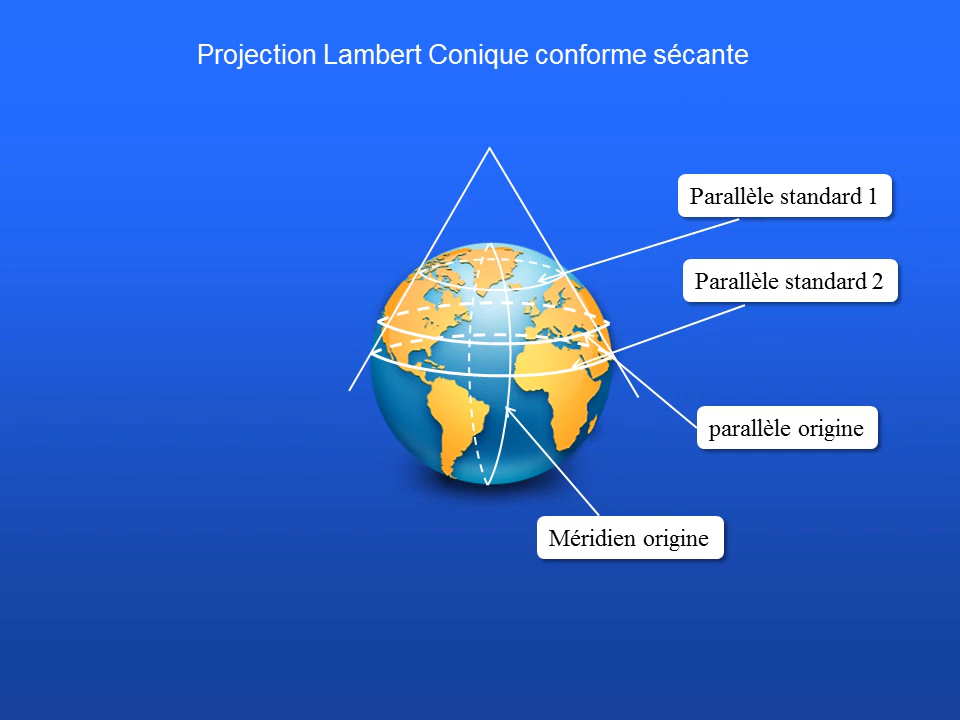 Projection Lambert Conique conforme sécante
Parallèle standard 1
Parallèle standard 2
parallèle origine
Méridien origine